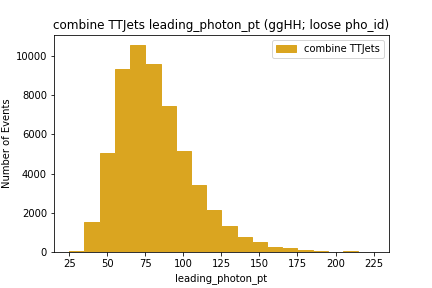 combine TTJets leading_photon_pt (ggHH; loose pho_id)
combine TTJets
Number of Events
10000
8000
6000
4000
2000
0
25 50 75 100 125 150 175 200 225
leading_photon_pt